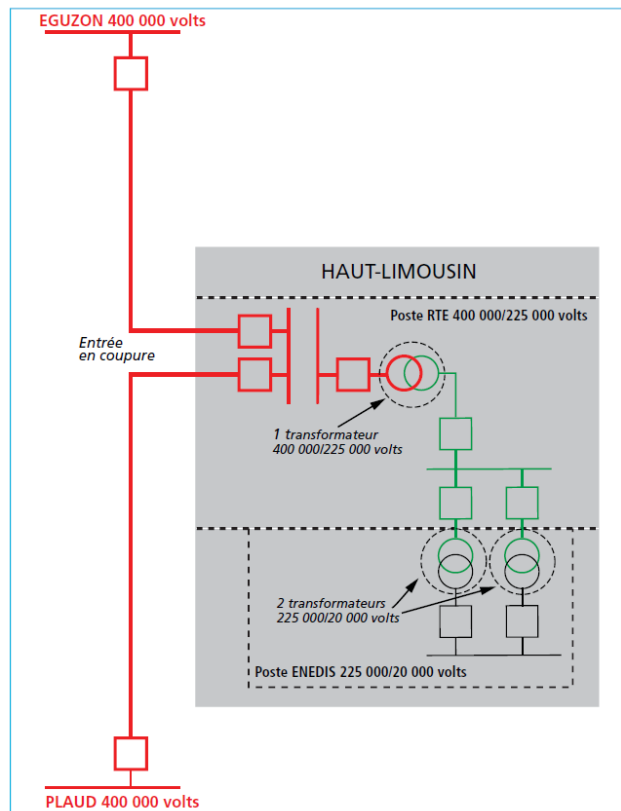 EGUZON 400 000 volts
HAUT-LIMOUSIN
Poste RTE 400 000/225 000 volts
Entrée
en coupure
1 transformateur
400 000/225 000 volts
2 transformateurs
225 000/20 000 volts
Poste ENEDIS 225 000/20 000 volts
PLAUD 400 000 volts